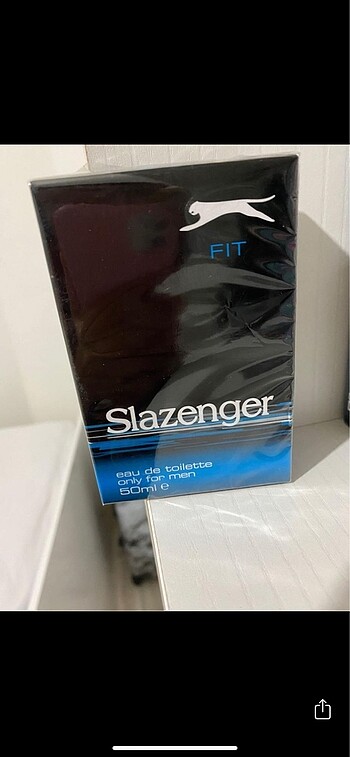 FIT
Slazenger
eau de toilette
only for men
50ml e